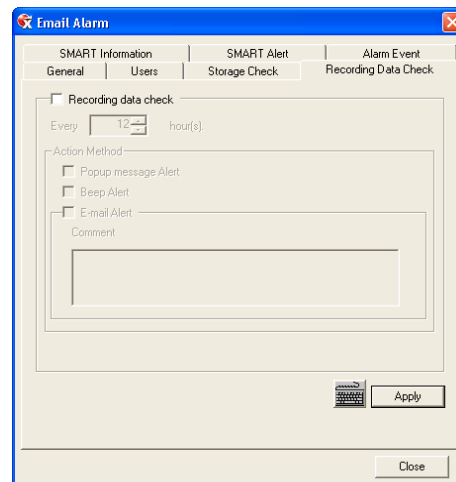 Email Alarm
SMART Information SMART Alert Alarm Event
General Users Storage Check Recording Data Check
Recording data check
Every 12 hour(s).
Action Method
Popup message Alert
Beep Alert
E-mail Alert
Comment
Apply
Close